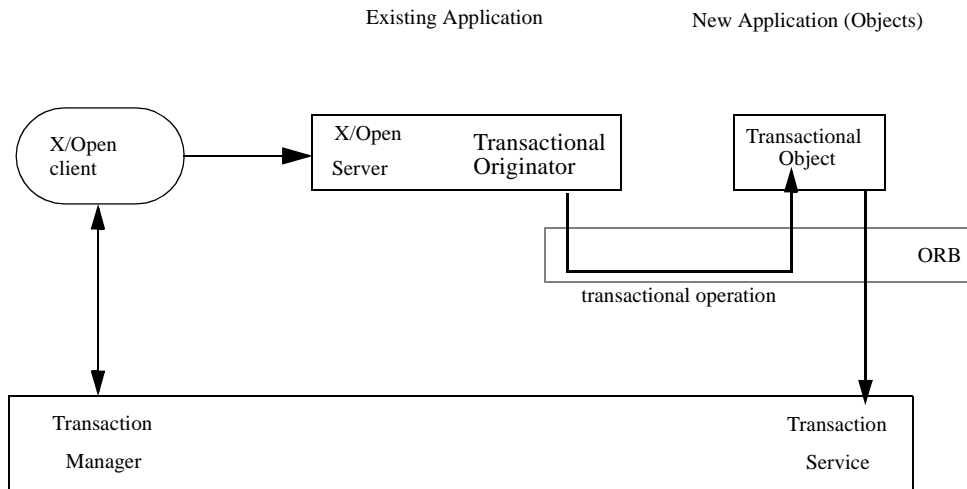 Existing Application
New Application (Objects)
X/Open
client
X/Open
Server
Transactional
Originator
Transactional
Object
ORB
transactional operation
Transaction
Manager
Transaction
Service